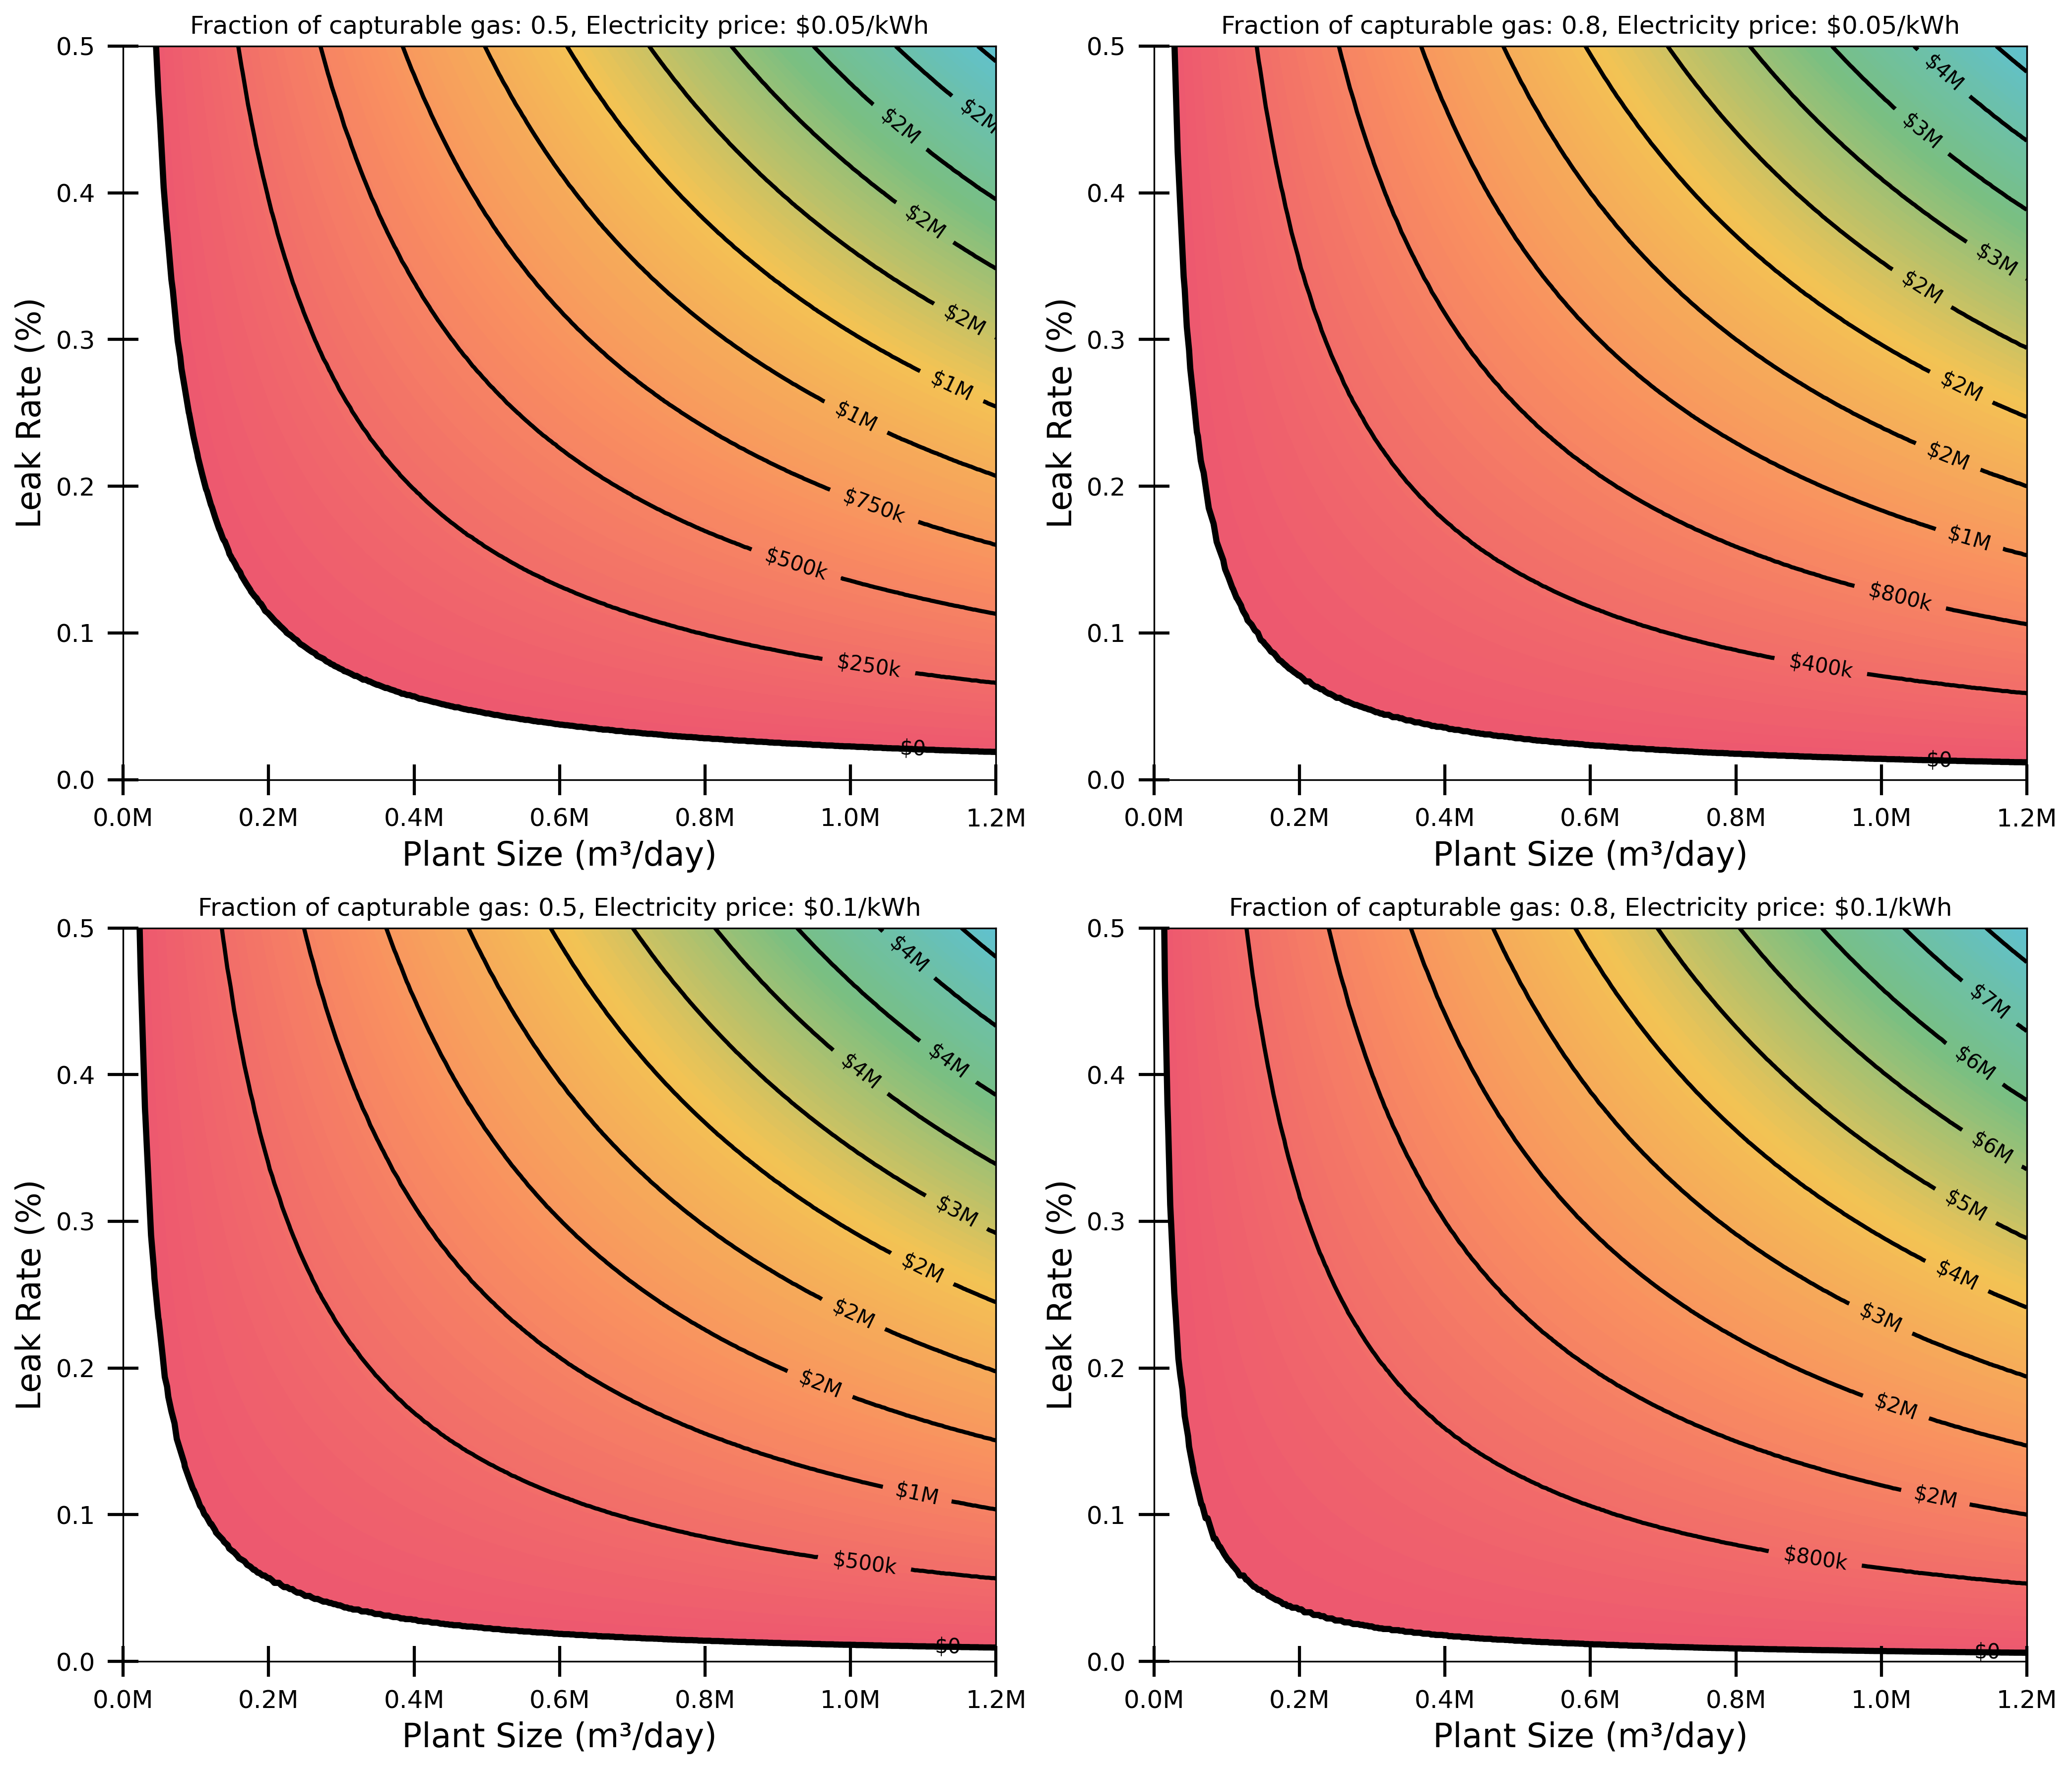 Fraction of capturable gas: 0.5, Electricity price: $0.05/kWh
0.5
0.4
0.3
0.2
0.1
0.0
Leak Rate (%)
$2M
$2M
$2M
$2M
$1M
$1M
$750k
$500k
$250k
$0
0.0M 0.2M 0.4M 0.6M 0.8M 1.0M 1.2M
Plant Size (m³/day)
Fraction of capturable gas: 0.8, Electricity price: $0.05/kWh
0.5
0.4
0.3
0.2
0.1
0.0
Leak Rate (%)
$4M
$3M
$3M
$2M
$2M
$2M
$1M
$800k
$400k
$0
0.0M 0.2M 0.4M 0.6M 0.8M 1.0M 1.2M
Plant Size (m³/day)
Fraction of capturable gas: 0.5, Electricity price: $0.1/kWh
0.5
0.4
0.3
0.2
0.1
0.0
Leak Rate (%)
$4M
$4M
$4M
$3M
$2M
$2M
$2M
$1M
$500k
$0
0.0M 0.2M 0.4M 0.6M 0.8M 1.0M 1.2M
Plant Size (m³/day)
Fraction of capturable gas: 0.8, Electricity price: $0.1/kWh
0.5
0.4
0.3
0.2
0.1
0.0
Leak Rate (%)
$7M
$6M
$6M
$5M
$4M
$3M
$2M
$2M
$800k
$0
0.0M 0.2M 0.4M 0.6M 0.8M 1.0M 1.2M
Plant Size (m³/day)